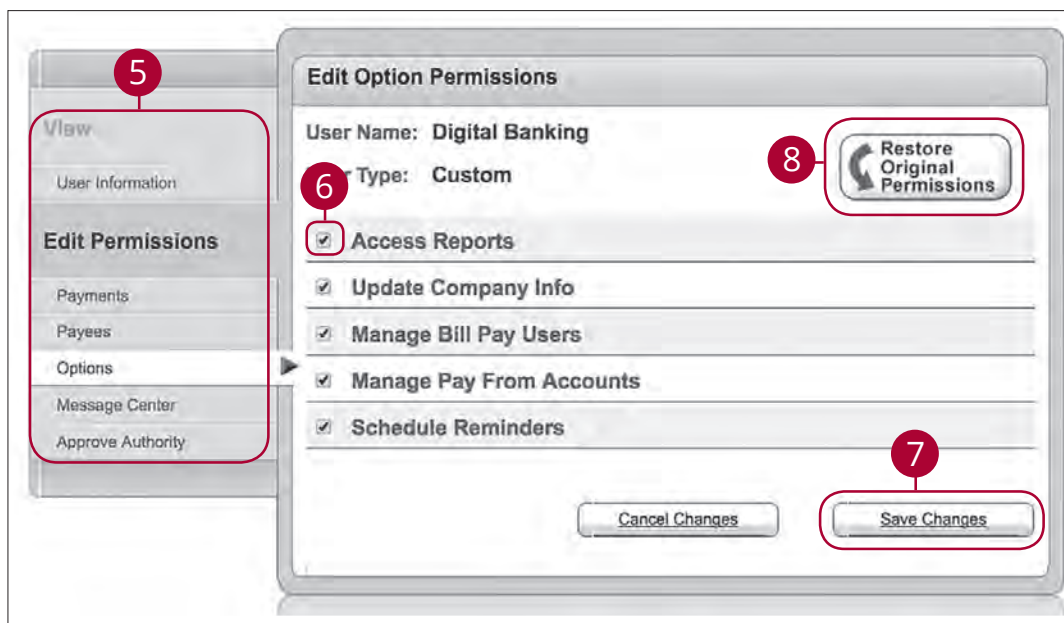 5
View
User Information
Edit Permissions
Payments
Payees
Options
Message Center
Approve Authority
Edit Option Permissions
User Name: Digital Banking
Type: Custom
8
Restore
Original
Permissions
6
Access Reports
Update Company Info
Manage Bill Pay Users
Manage Pay From Accounts
Schedule Reminders
7
Cancel Changes
Save Changes